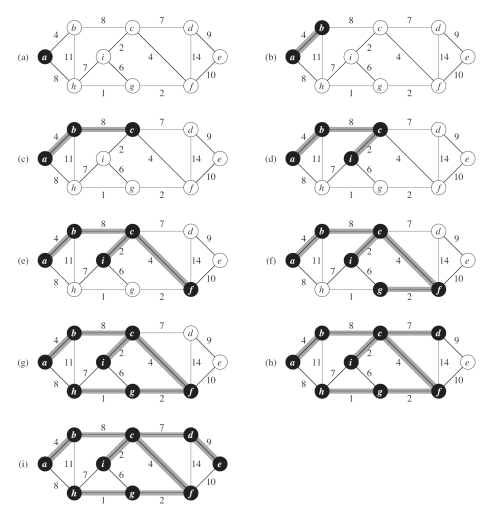 8 7 8 7
b c d b c d
4 9 4 9
2 2
(a) a 11 i 4 14 e (b) a 11 i 4 14 e
7 6 10 7 6 10
8 8
h g f h g f
1 2 1 2
8 7 8 7
b c d b c d
4 9 4 9
2 2
(c) a 11 i 4 14 e (d) a 11 i 4 14 e
7 6 10 7 6 10
8 8
h g f h g f
1 2 1 2
8 7 8 7
b c d b c d
4 9 4 9
2 2
(e) a 11 i 4 14 e (f) a 11 i 4 14 e
7 6 10 7 6 10
8 8
h g f h g f
1 2 1 2
8 7 8 7
b c d b c d
4 9 4 9
2 2
(g) a 11 i 4 14 e (h) a 11 i 4 14 e
7 6 10 7 6 10
8 8
h g f h g f
1 2 1 2
8 7
b c d
4 9
2
(i) a 11 i 4 14 e
7 6 10
8
h g f
1 2